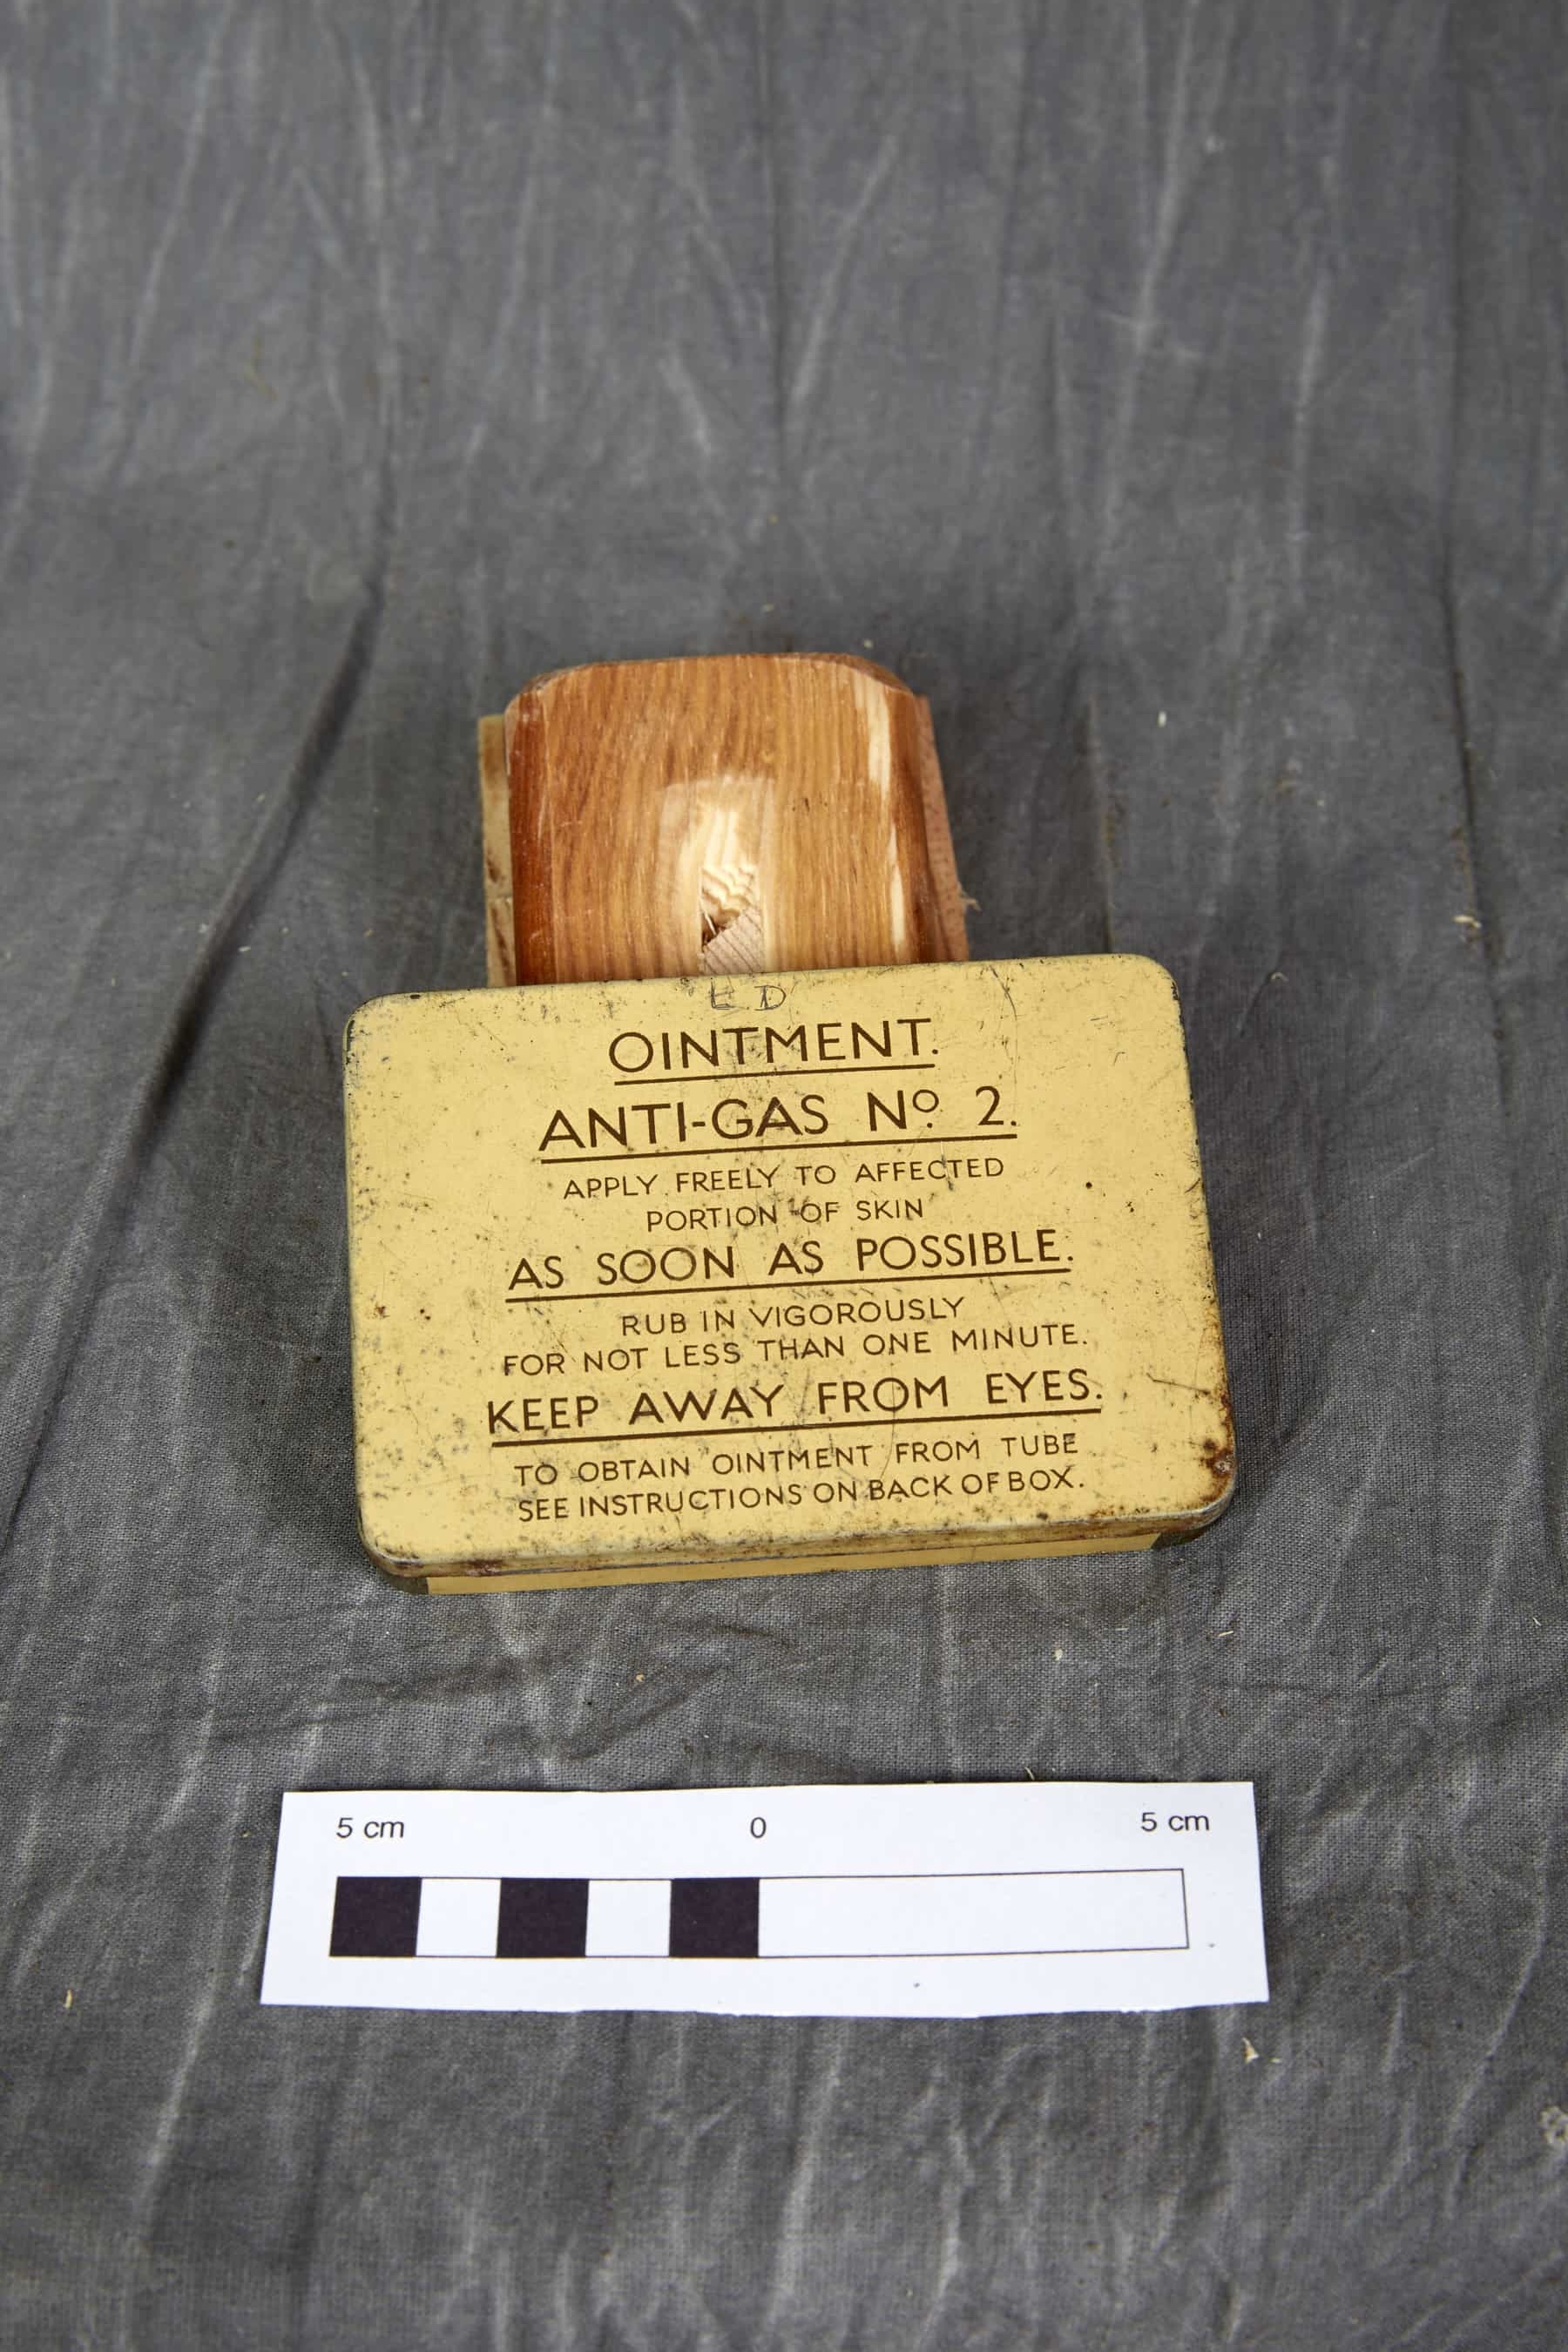 OINTMENT.
ANTI-GAS Nº 2.
APPLY FREELY TO AFFECTED
PORTION OF SKIN
AS SOON AS POSSIBLE.
RUB IN VIGOROUSLY
FOR NOT LESS THAN ONE MINUTE.
KEEP AWAY FROM EYES.
TO OBTAIN OINTMENT FROM TUBE
SEE INSTRUCTIONS ON BACK OF BOX.
5 cm 0 5 cm